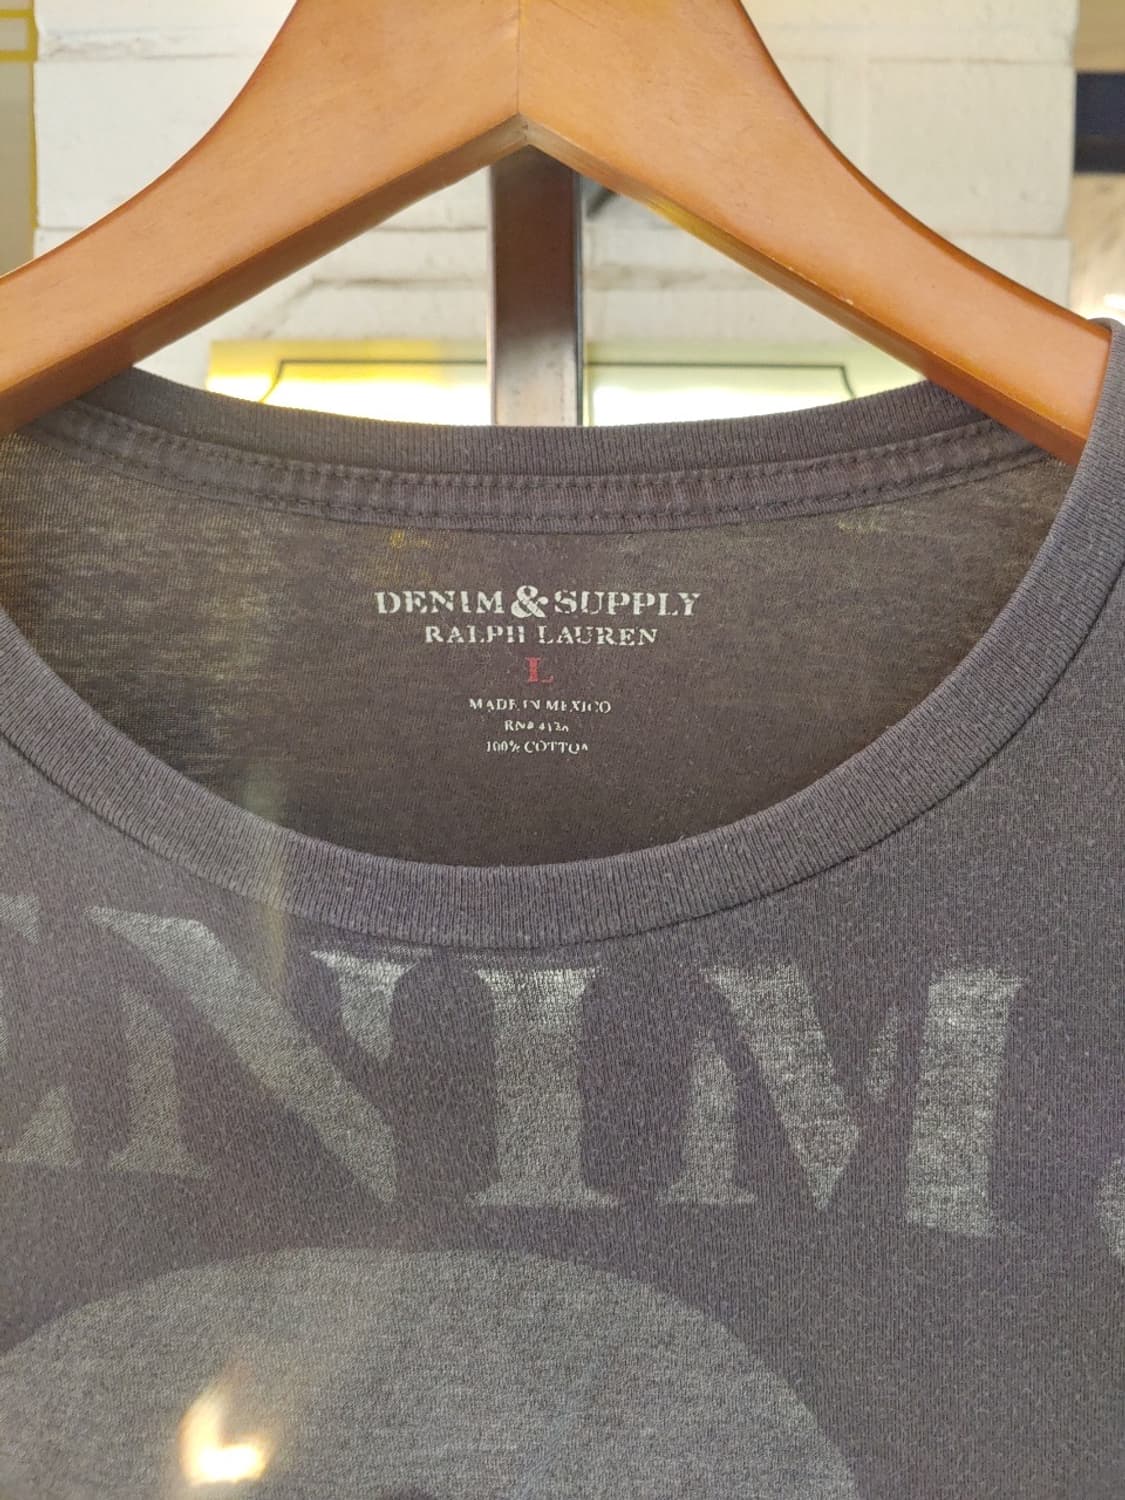 DENIM & SUPPLY
RALPH LAUREN
L
MADE IN MEXICO
100% COTTON
ENIM